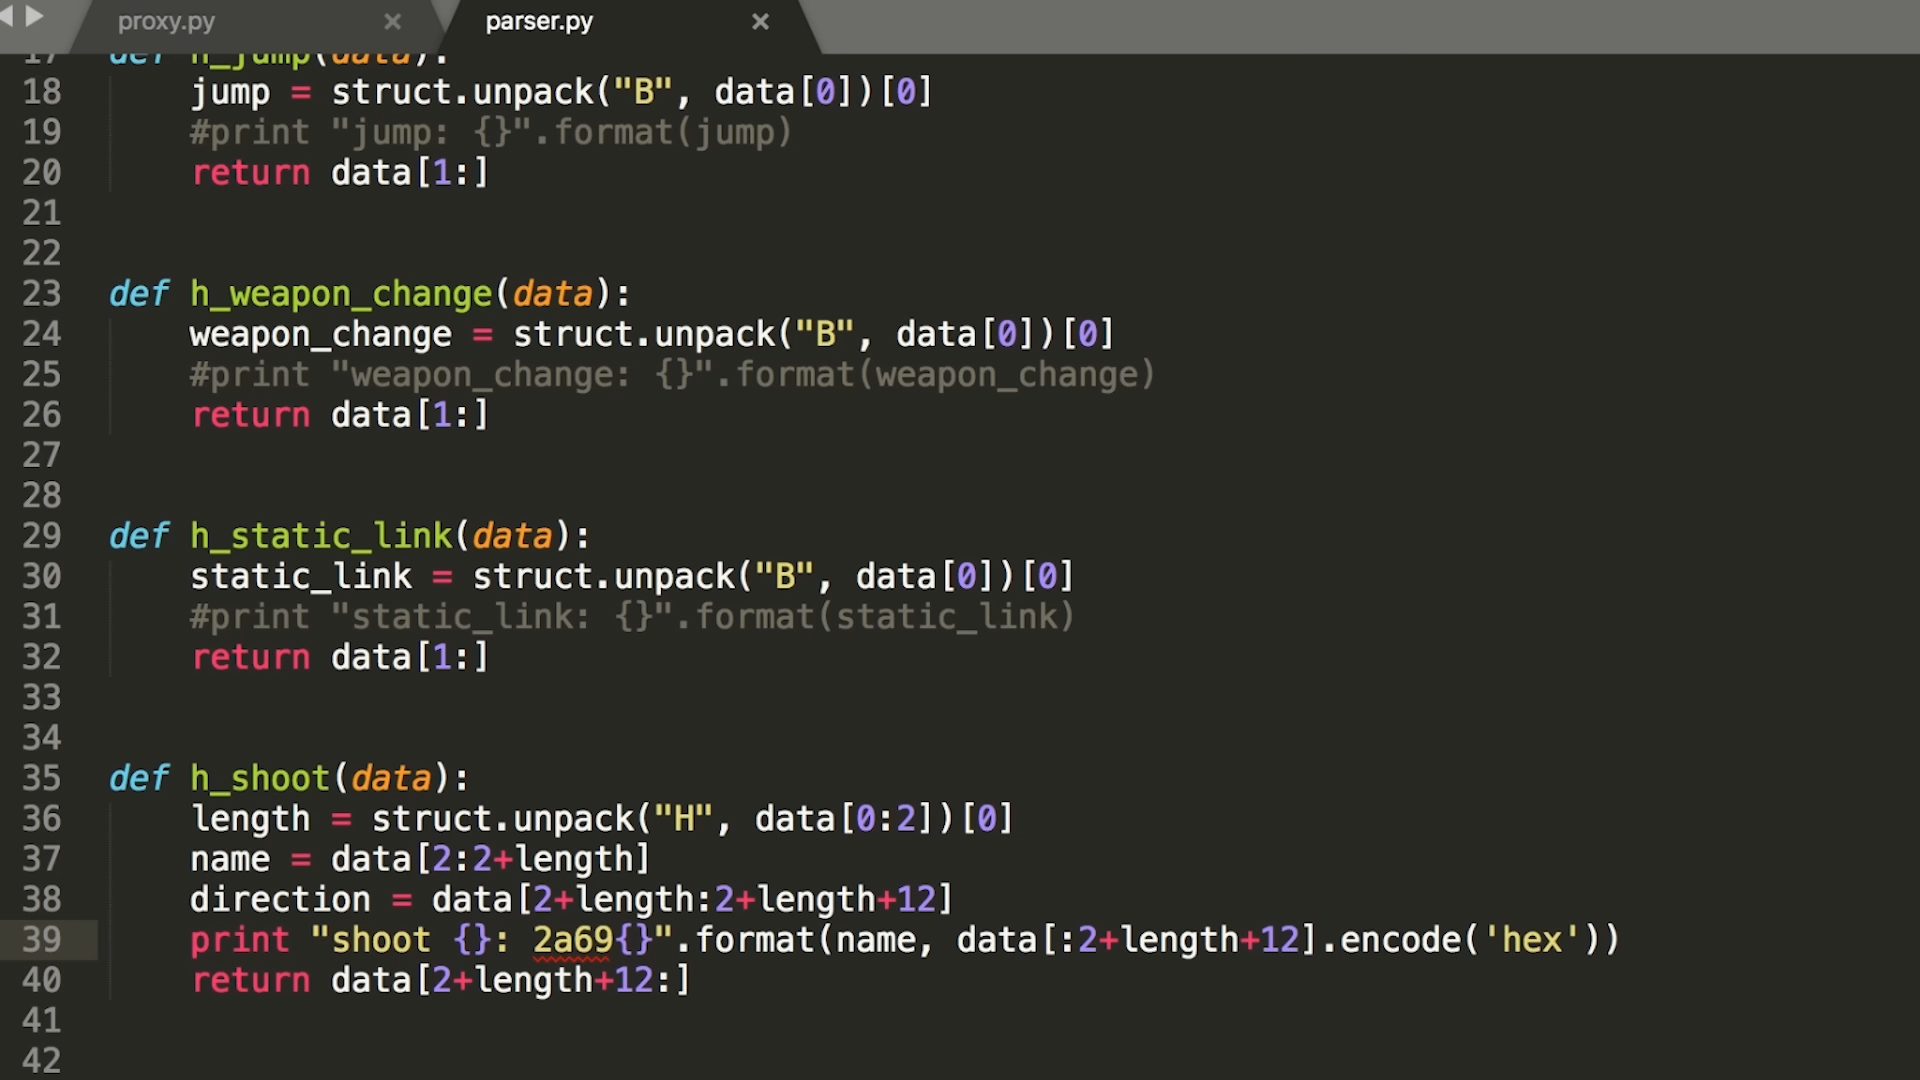 proxy.py × parser.py ×
17 def h_jump(data):
18 jump = struct.unpack("B", data[0])[0]
19 #print "jump: {}".format(jump)
20 return data[1:]
21
22
23 def h_weapon_change(data):
24 weapon_change = struct.unpack("B", data[0])[0]
25 #print "weapon_change: {}".format(weapon_change)
26 return data[1:]
27
28
29 def h_static_link(data):
30 static_link = struct.unpack("B", data[0])[0]
31 #print "static_link: {}".format(static_link)
32 return data[1:]
33
34
35 def h_shoot(data):
36 length = struct.unpack("H", data[0:2])[0]
37 name = data[2:2+length]
38 direction = data[2+length:2+length+12]
39 print "shoot {}: 2a69{}".format(name, data[:2+length+12].encode('hex'))
40 return data[2+length+12:]
41
42